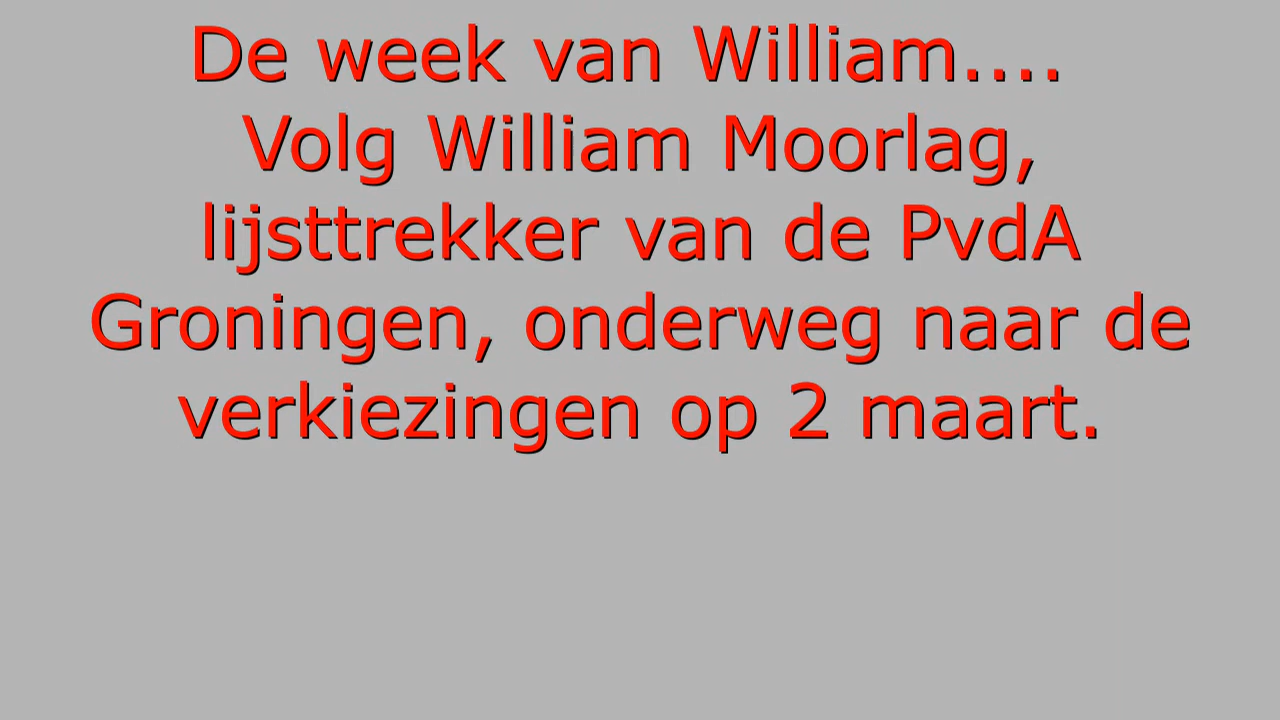 De week van William....
Volg William Moorlag,
lijsttrekker van de PvdA
Groningen, onderweg naar de
verkiezingen op 2 maart.